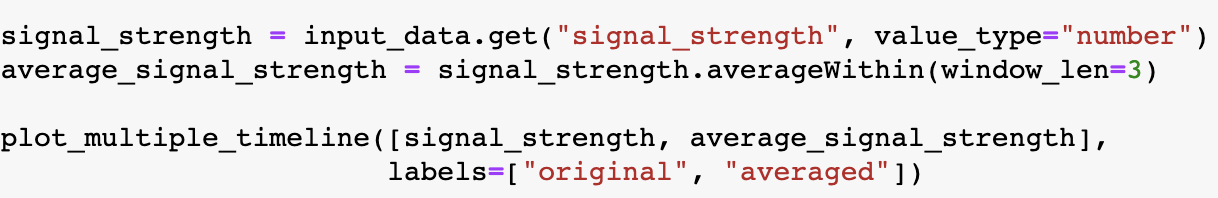 signal_strength = input_data.get("signal_strength", value_type="number")
average_signal_strength = signal_strength.averageWithin(window_len=3)
plot_multiple_timeline([signal_strength, average_signal_strength],
labels=["original", "averaged"])